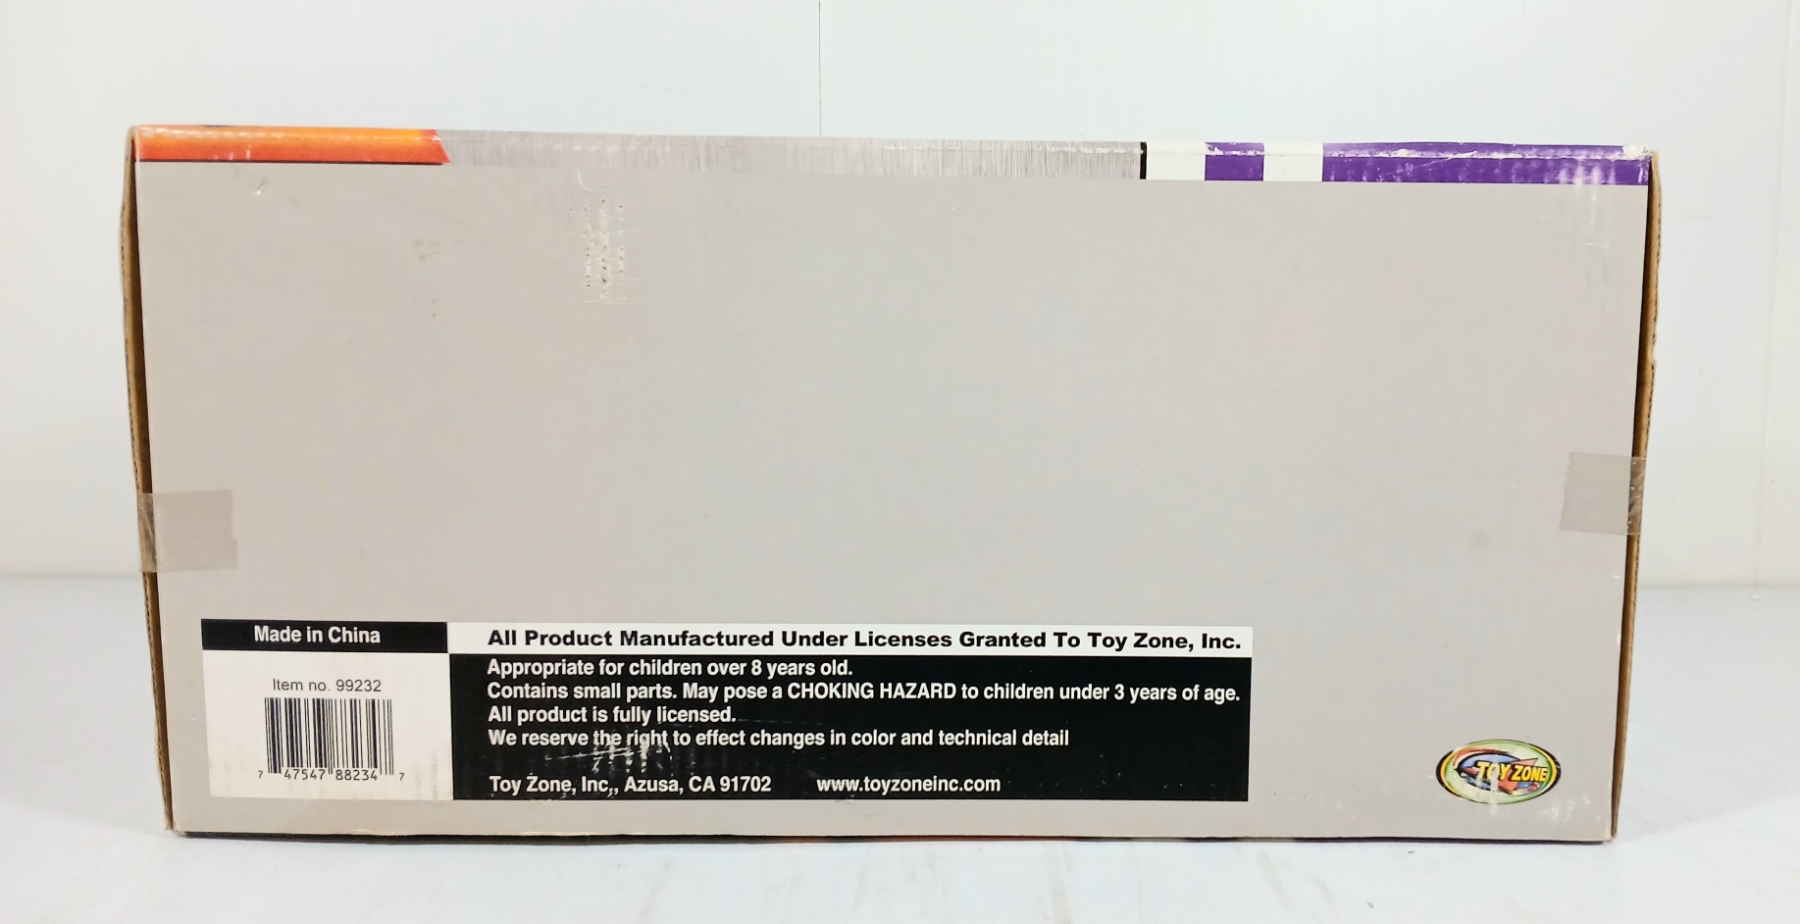 Made in China
Item no. 99232
7 47547 88234 7
All Product Manufactured Under Licenses Granted To Toy Zone, Inc.
Appropriate for children over 8 years old.
Contains small parts. May pose a CHOKING HAZARD to children under 3 years of age.
All product is fully licensed.
We reserve the right to effect changes in color and technical detail
Toy Zone, Inc,, Azusa, CA 91702 www.toyzoneinc.com
TOY ZONE